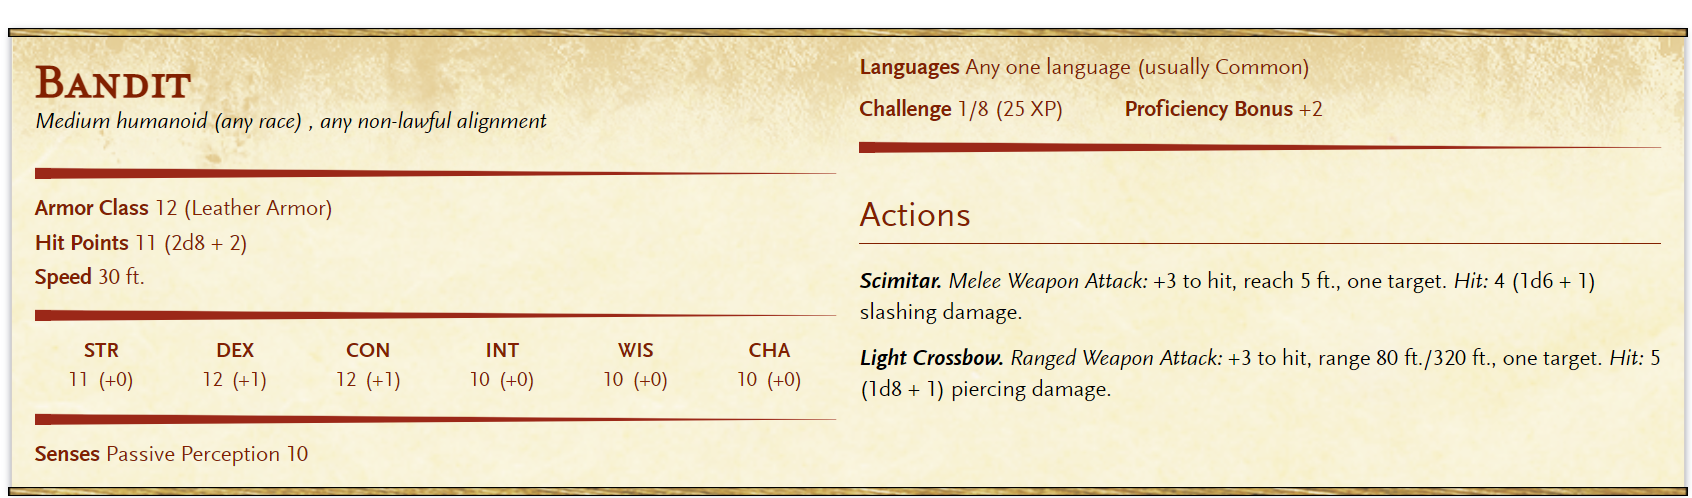 Bandit
Medium humanoid (any race) , any non-lawful alignment
Armor Class 12 (Leather Armor)
Hit Points 11 (2d8 + 2)
Speed 30 ft.
STR DEX CON INT WIS CHA
11 (+0) 12 (+1) 12 (+1) 10 (+0) 10 (+0) 10 (+0)
Senses Passive Perception 10
Languages Any one language (usually Common)
Challenge 1/8 (25 XP) Proficiency Bonus +2
Actions
Scimitar. Melee Weapon Attack: +3 to hit, reach 5 ft., one target. Hit: 4 (1d6 + 1)
slashing damage.
Light Crossbow. Ranged Weapon Attack: +3 to hit, range 80 ft./320 ft., one target. Hit: 5
(1d8 + 1) piercing damage.